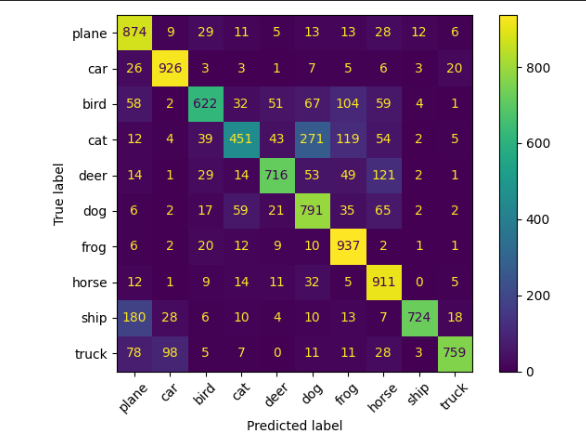 plane 874 9 29 11 5 13 13 28 12 6
car 26 926 3 3 1 7 5 6 3 20
bird 58 2 622 32 51 67 104 59 4 1
cat 12 4 39 451 43 271 119 54 2 5
deer 14 1 29 14 716 53 49 121 2 1
dog 6 2 17 59 21 791 35 65 2 2
frog 6 2 20 12 9 10 937 2 1 1
horse 12 1 9 14 11 32 5 911 0 5
ship 180 28 6 10 4 10 13 7 724 18
truck 78 98 5 7 0 11 11 28 3 759
plane car bird cat deer dog frog horse ship truck
Predicted label
True label
800
600
400
200
0